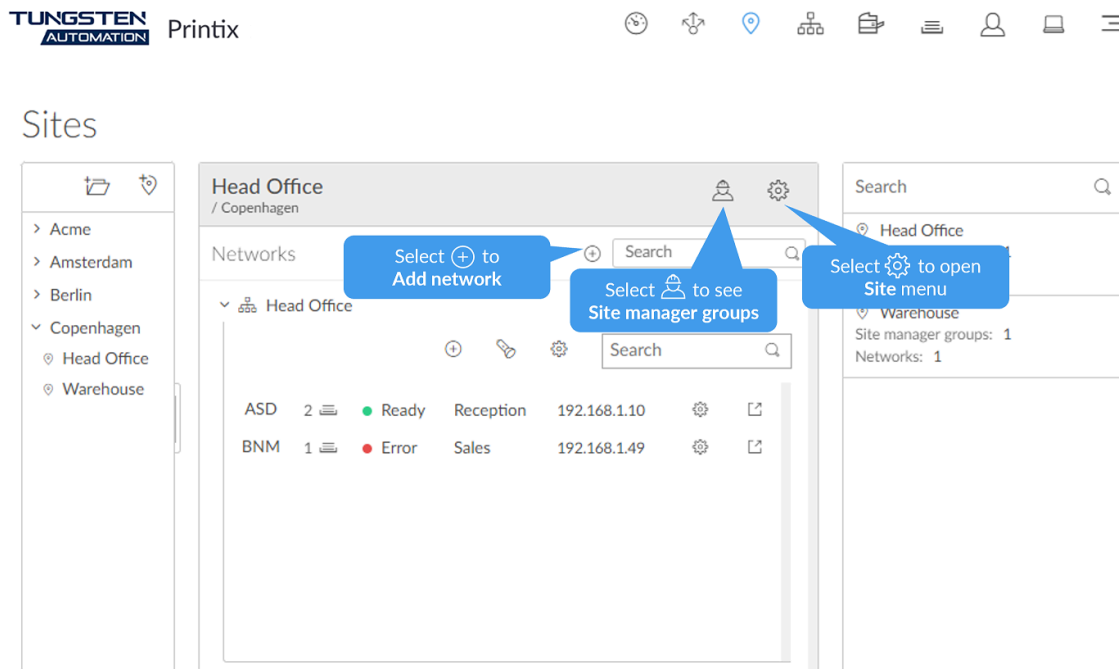 TUNGSTEN
AUTOMATION
Printix
Sites
Acme
Amsterdam
Berlin
Copenhagen
Head Office
Warehouse
Head Office
/ Copenhagen
Networks
Search
Select to
Add network
Select to see
Site manager groups
Select to open
Site menu
Head Office
Search
ASD 2 Ready Reception 192.168.1.10
BNM 1 Error Sales 192.168.1.49
Search
Head Office
1
Warehouse
Site manager groups: 1
Networks: 1